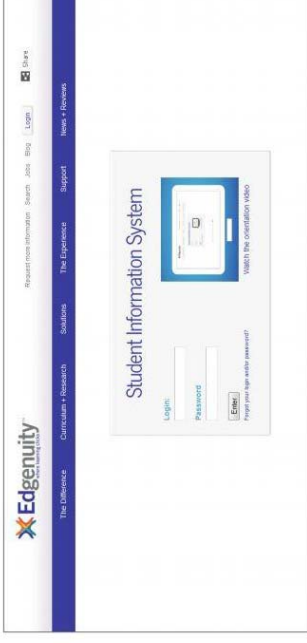 Request more information Search Jobs Blog Login Share
Edgenuity
The Difference Curriculum + Research Solutions The Experience Support News + Reviews
Student Information System
Login:
Password
Enter
Forgot your login and/or password?
Watch the orientation video